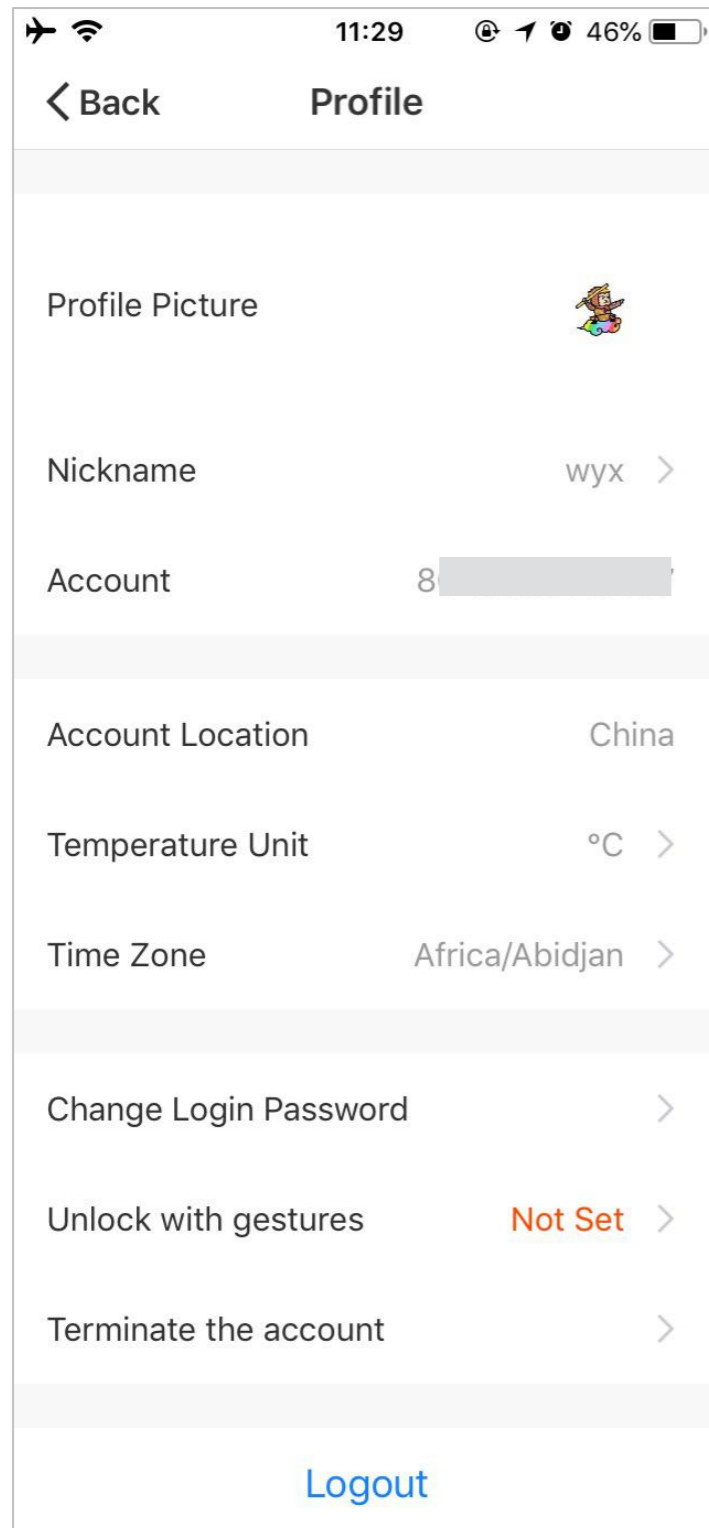 11:29 46%
Back Profile
Profile Picture
Nickname wyx
Account 8
Account Location China
Temperature Unit °C
Time Zone Africa/Abidjan
Change Login Password
Unlock with gestures Not Set
Terminate the account
Logout